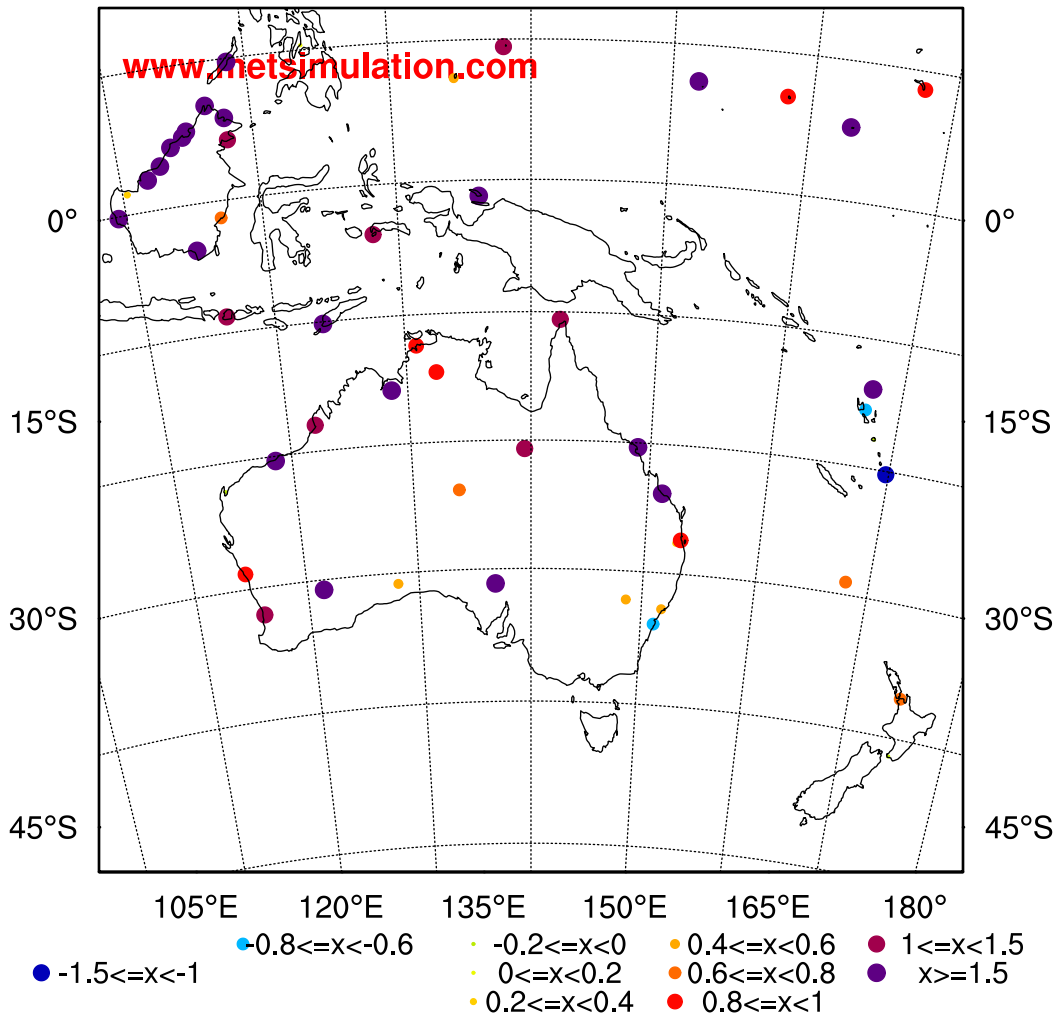 www.metsimulation.com
0° 0°
15°S 15°S
30°S 30°S
45°S 45°S
105°E 120°E 135°E 150°E 165°E 180°
-0.8<=x<-0.6 -0.2<=x<0 0.4<=x<0.6 1<=x<1.5
-1.5<=x<-1 0<=x<0.2 0.6<=x<0.8 x>=1.5
0.2<=x<0.4 0.8<=x<1